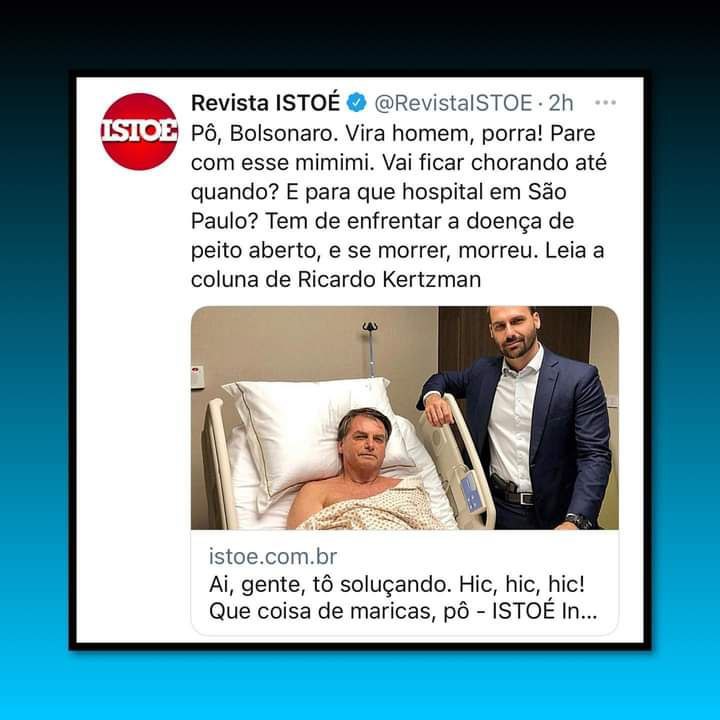 ISTOÉ
Revista ISTOÉ @RevistaISTOE · 2h ...
Pô, Bolsonaro. Vira homem, porra! Pare
com esse mimimi. Vai ficar chorando até
quando? E para que hospital em São
Paulo? Tem de enfrentar a doença de
peito aberto, e se morrer, morreu. Leia a
coluna de Ricardo Kertzman
istoe.com.br
Ai, gente, tô soluçando. Hic, hic, hic!
Que coisa de maricas, pô - ISTOÉ In...